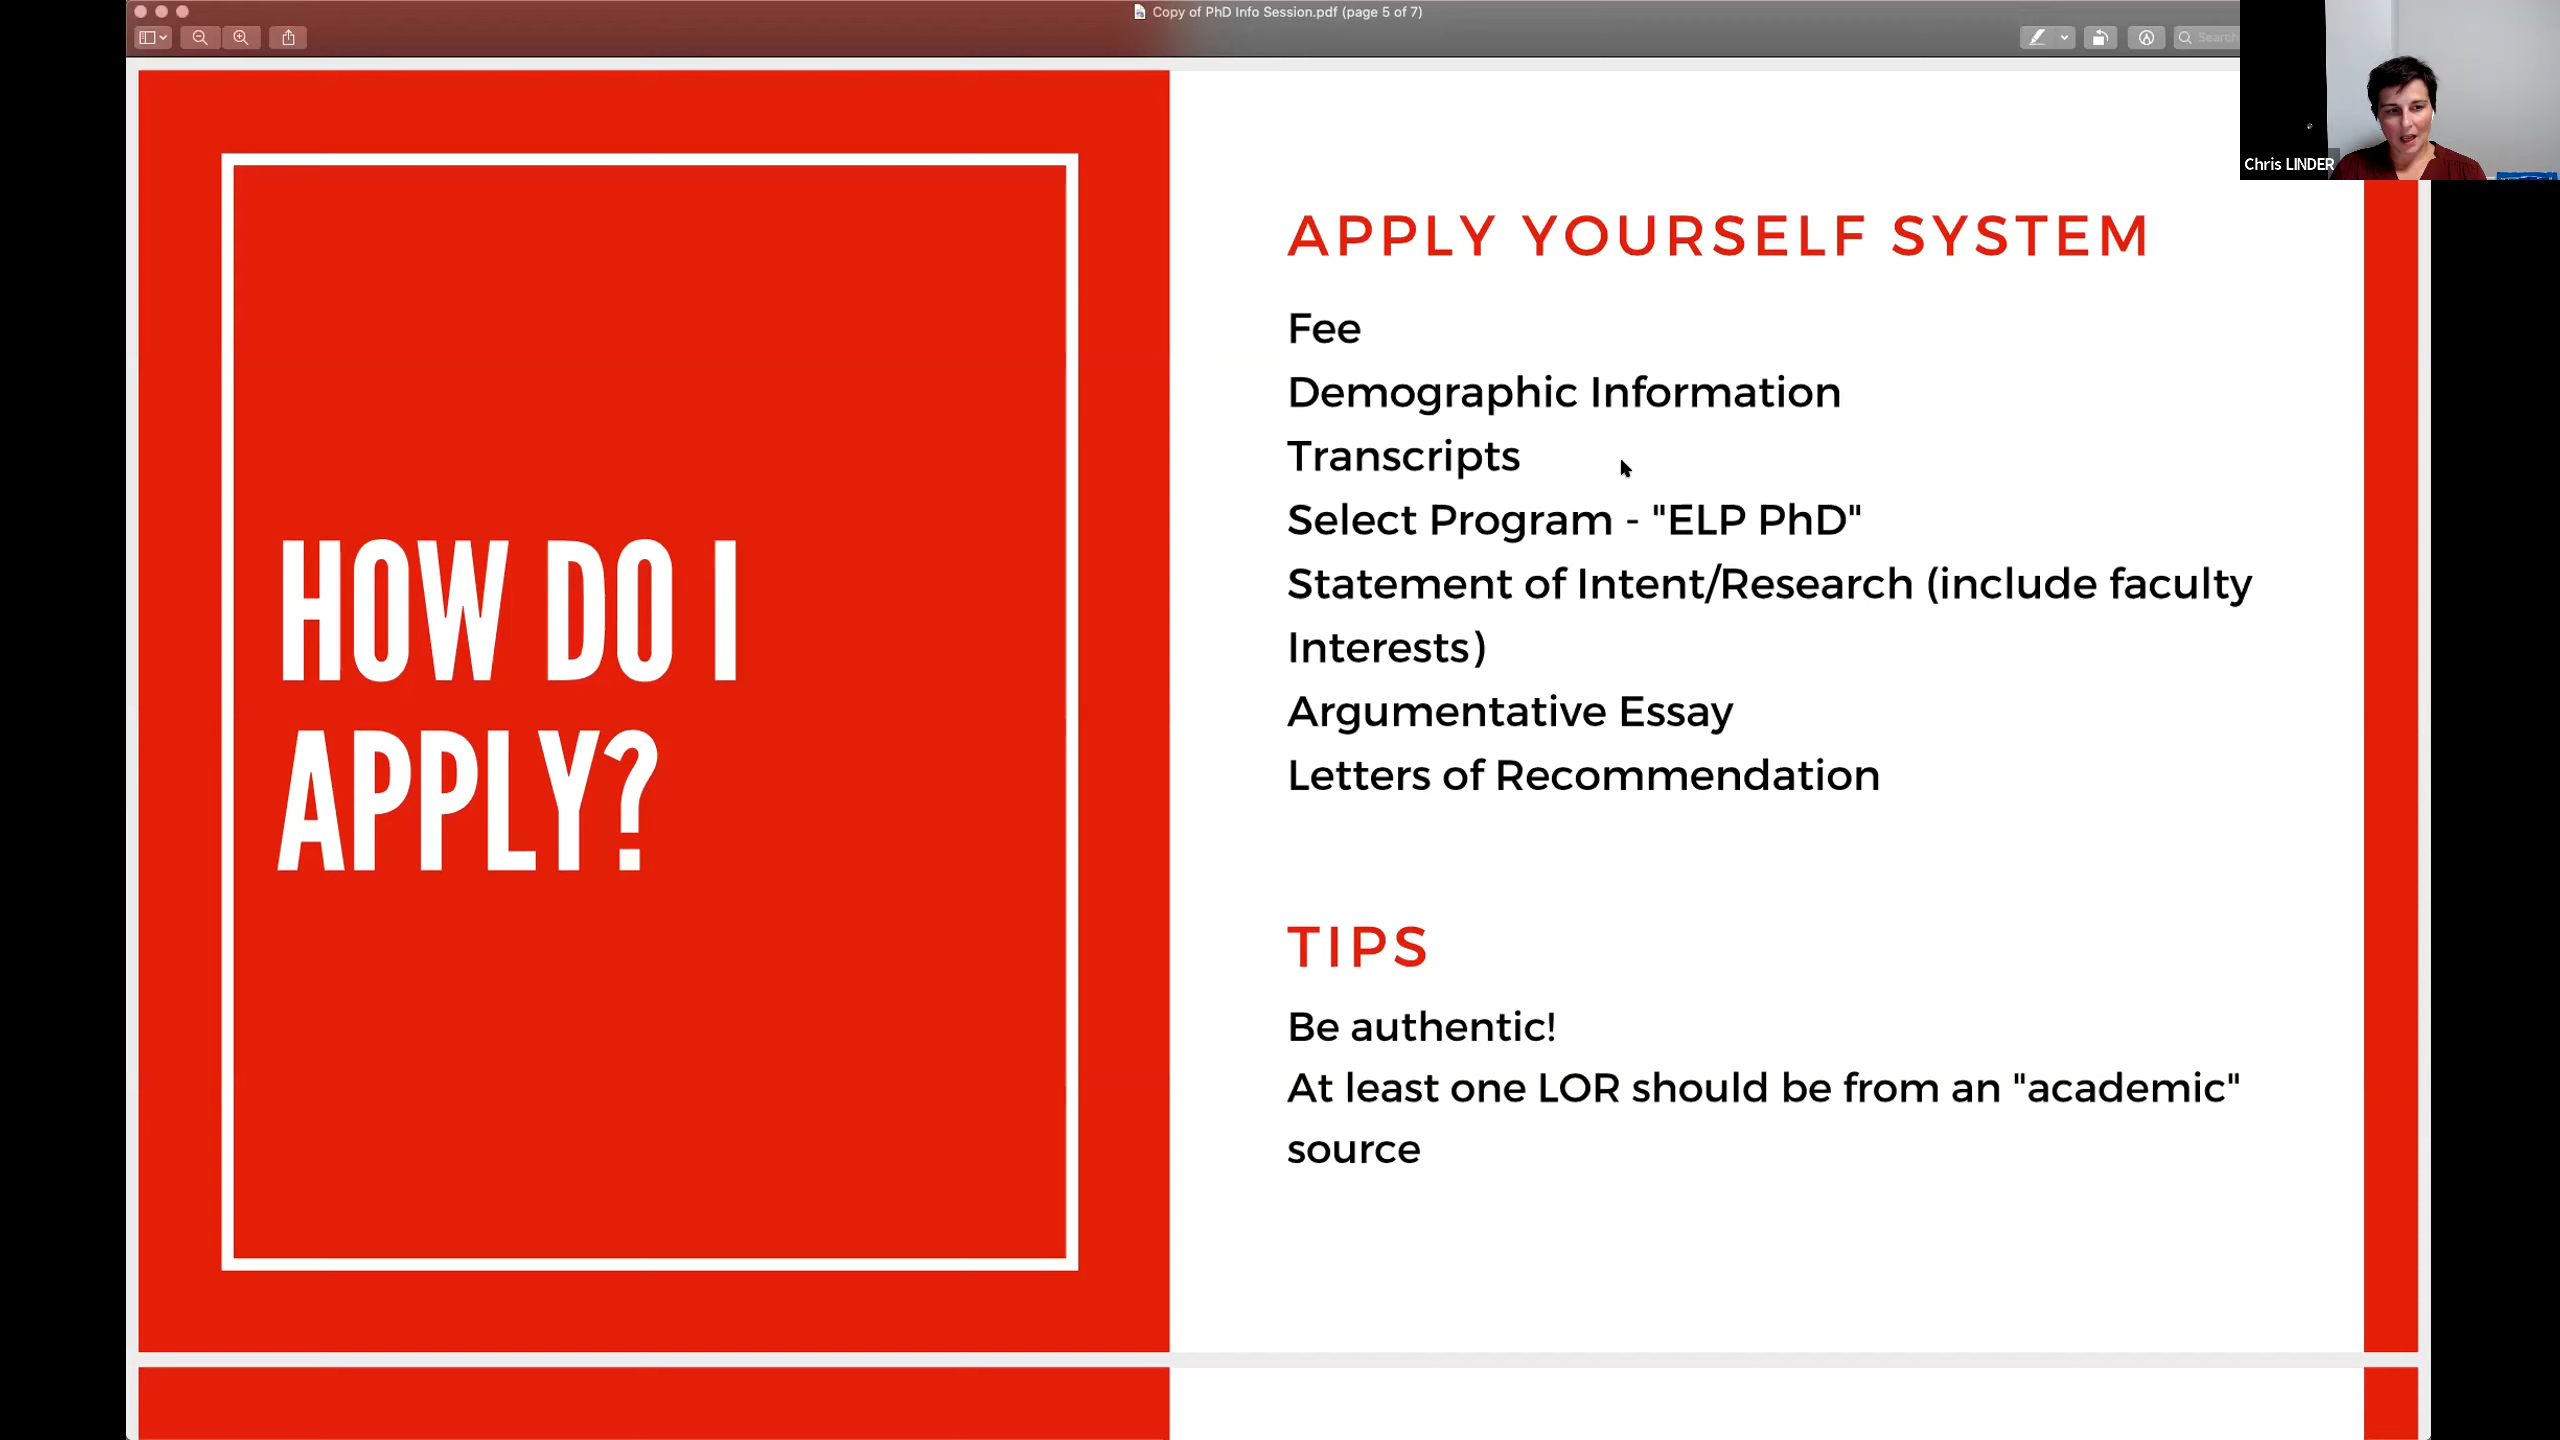 Copy of PhD Info Session.pdf (page 5 of 7)
Search
Chris LINDER
HOW DO I
APPLY?
APPLY YOURSELF SYSTEM
Fee
Demographic Information
Transcripts
Select Program - "ELP PhD"
Statement of Intent/Research (include faculty
Interests)
Argumentative Essay
Letters of Recommendation
TIPS
Be authentic!
At least one LOR should be from an "academic"
source